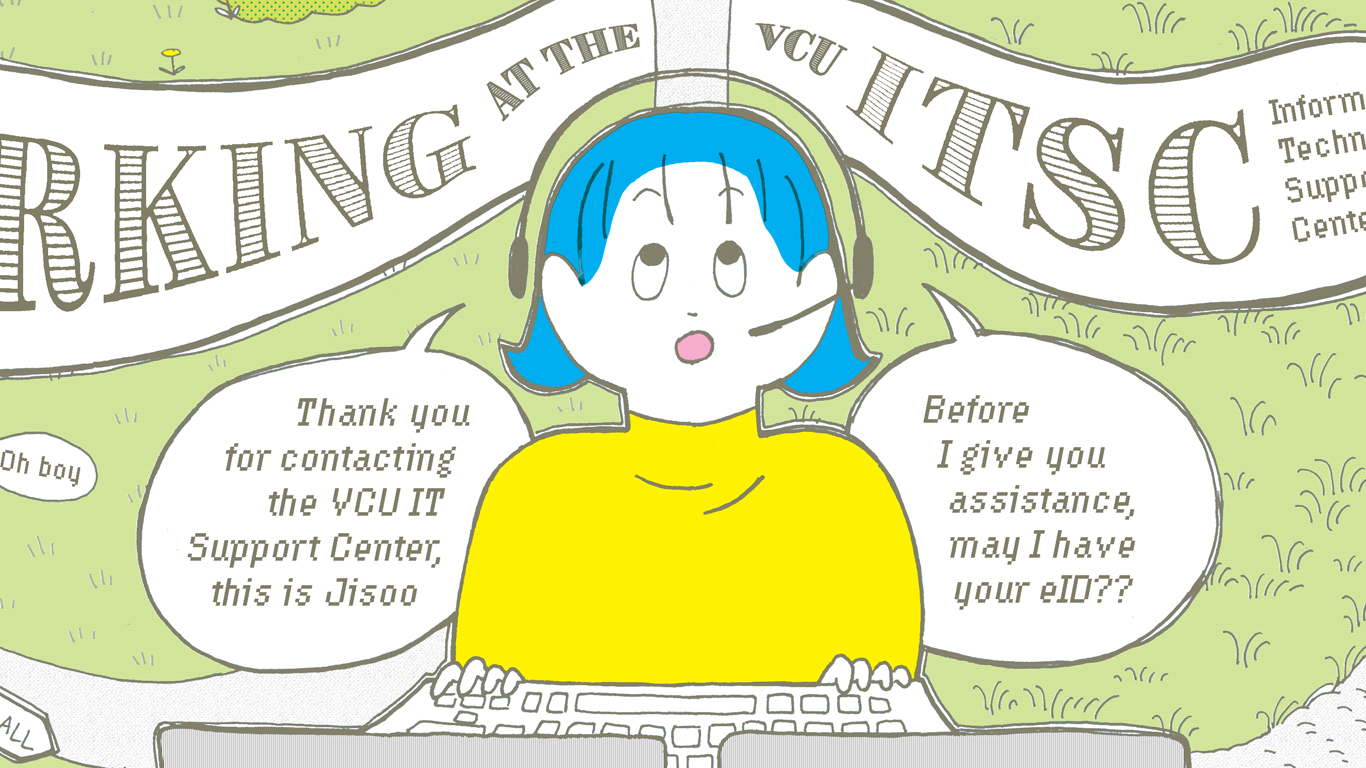 RKING AT THE
VCU ITSC
Inform
Techn
Suppo
Cente
Thank you
for contacting
the VCU IT
Support Center,
this is Jisoo
Before
I give you
assistance,
may I have
your eID??
Oh boy
ALL